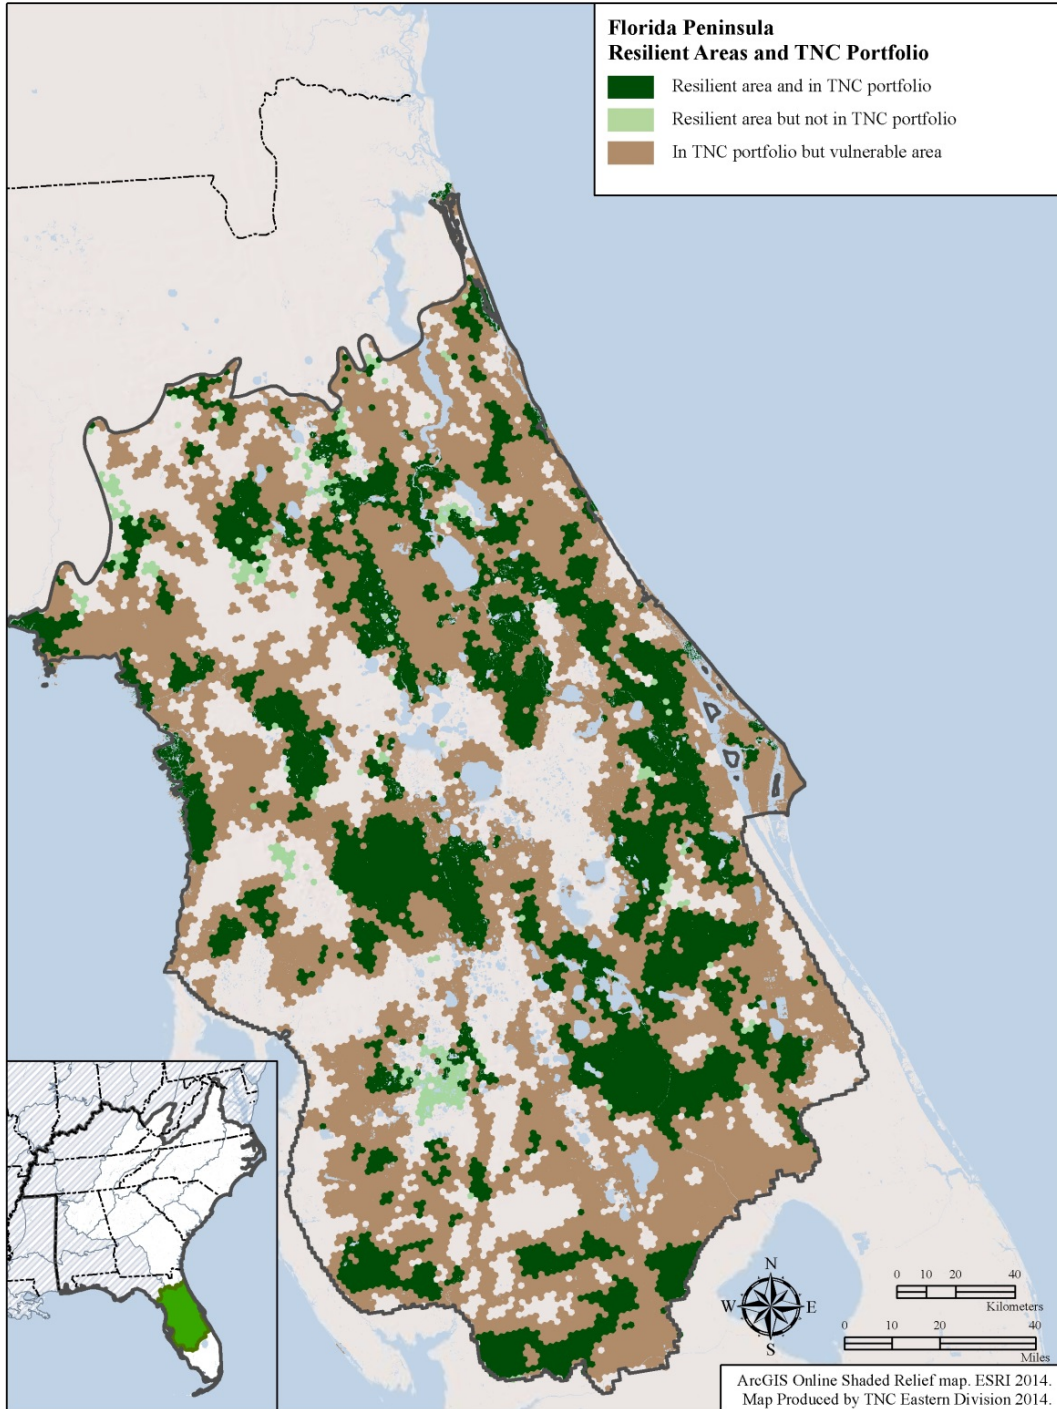 Florida Peninsula
Resilient Areas and TNC Portfolio
Resilient area and in TNC portfolio
Resilient area but not in TNC portfolio
In TNC portfolio but vulnerable area
N
W E
S
0 10 20 40
Kilometers
0 10 20 40
Miles
ArcGIS Online Shaded Relief map. ESRI 2014.
Map Produced by TNC Eastern Division 2014.